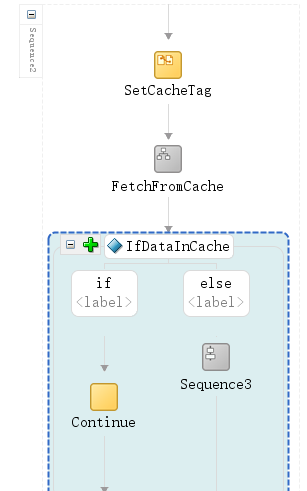 Sequence2
SetCacheTag
FetchFromCache
IfDataInCache
if
<label>
else
<label>
Sequence3
Continue